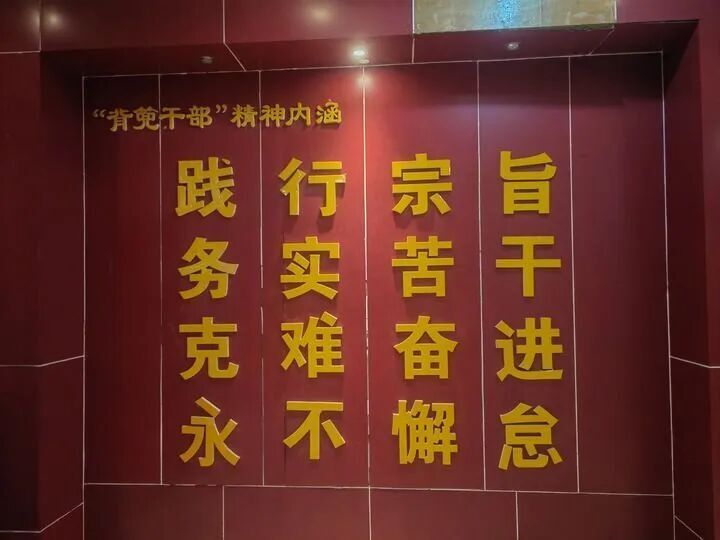 “背篼干部”精神内涵
践行宗旨
务实苦干
克难奋进
永不懈怠